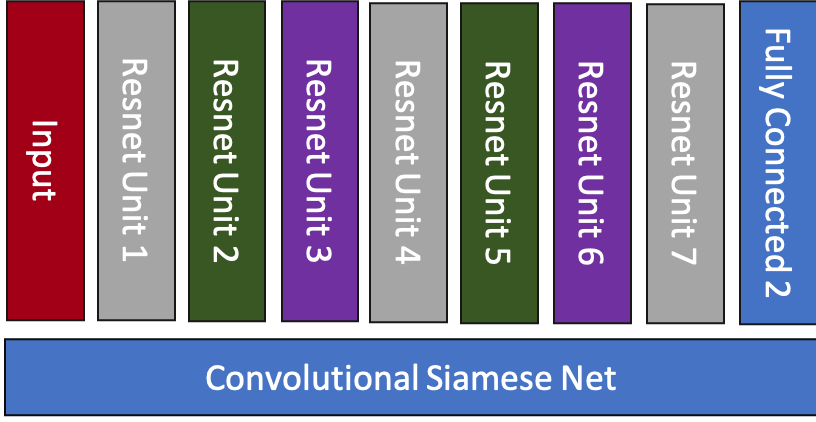 Input
Resnet Unit 1
Resnet Unit 2
Resnet Unit 3
Resnet Unit 4
Resnet Unit 5
Resnet Unit 6
Resnet Unit 7
Fully Connected 2
Convolutional Siamese Net